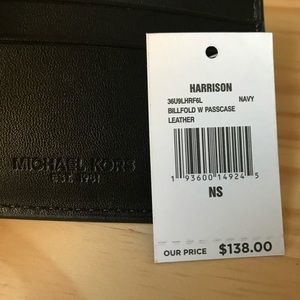 MICHAEL KORS
EST. 1981
HARRISON
36U9LHRF6L NAVY
BILLFOLD W PASSCASE
LEATHER
1 93600 14924 5
NS
OUR PRICE $138.00